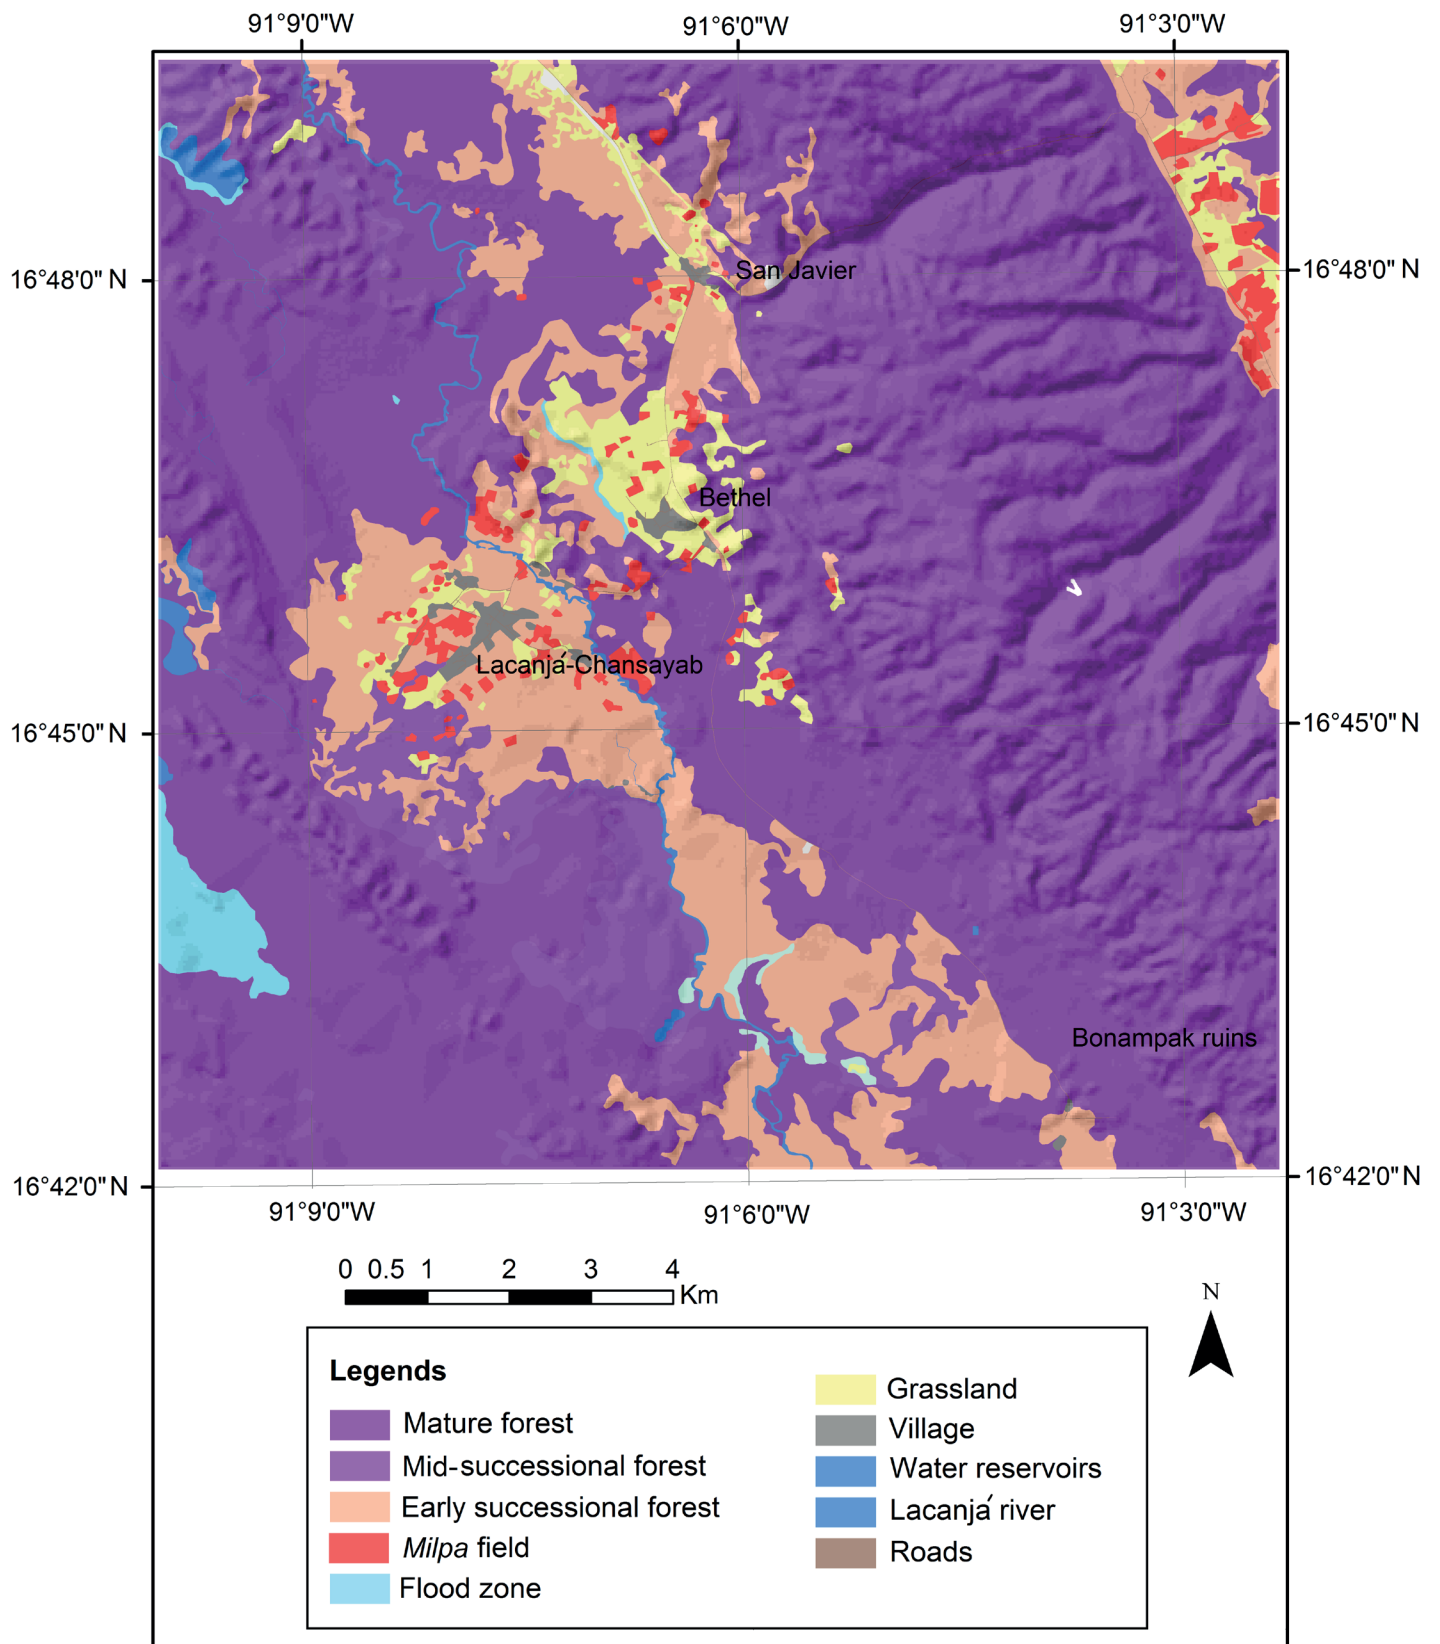 91°9'0"W 91°6'0"W 91°3'0"W
16°48'0" N San Javier 16°48'0" N
Bethel
Lacanjá-Chansayab
16°45'0" N 16°45'0" N
Bonampak ruins
16°42'0" N 16°42'0" N
91°9'0"W 91°6'0"W 91°3'0"W
0 0.5 1 2 3 4
Km
N
Legends
Mature forest
Mid-successional forest
Early successional forest
Milpa field
Flood zone
Grassland
Village
Water reservoirs
Lacanjá river
Roads